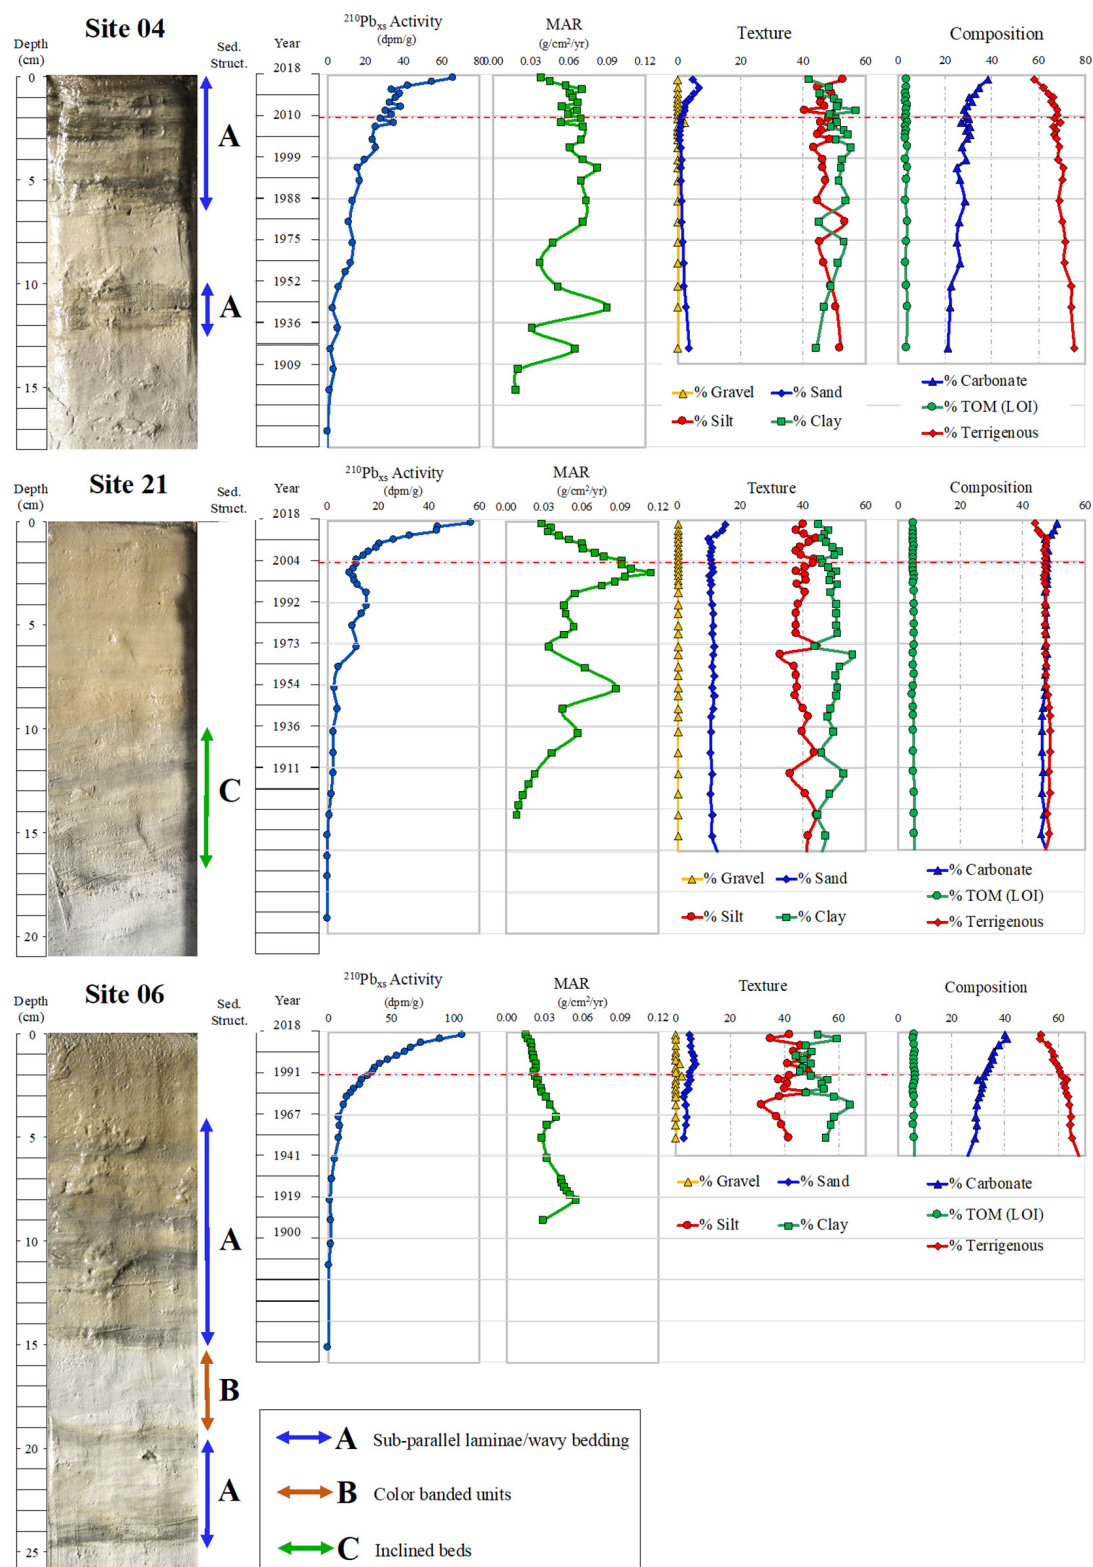 Site 04
Depth
(cm)
Sed.
Struct.
Year
²¹⁰Pbxs Activity
(dpm/g)
MAR
(g/cm²/yr)
Texture
Composition
0 20 40 60 80
0.00 0.03 0.06 0.09 0.12
0 20 40 60
0 20 40 60 80
0
5
10
15
A
A
2018
2010
1999
1988
1975
1952
1936
1909
% Gravel % Sand
% Silt % Clay
% Carbonate
% TOM (LOI)
% Terrigenous
Site 21
Depth
(cm)
Sed.
Struct.
Year
²¹⁰Pbxs Activity
(dpm/g)
MAR
(g/cm²/yr)
Texture
Composition
0 20 40 60
0.00 0.03 0.06 0.09 0.12
0 20 40 60
0 20 40 60
0
5
10
15
20
C
2018
2004
1992
1973
1954
1936
1911
% Gravel % Sand
% Silt % Clay
% Carbonate
% TOM (LOI)
% Terrigenous
Site 06
Depth
(cm)
Sed.
Struct.
Year
²¹⁰Pbxs Activity
(dpm/g)
MAR
(g/cm²/yr)
Texture
Composition
0 50 100
0.00 0.03 0.06 0.09 0.12
0 20 40 60
0 20 40 60
0
5
10
15
20
25
A
B
A
2018
1991
1967
1941
1919
1900
% Gravel % Sand
% Silt % Clay
% Carbonate
% TOM (LOI)
% Terrigenous
A Sub-parallel laminae/wavy bedding
B Color banded units
C Inclined beds